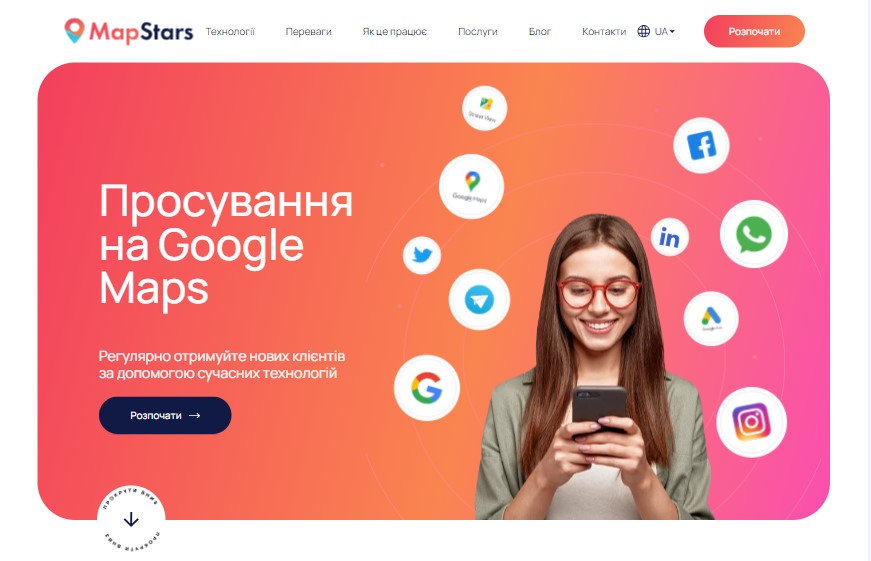 MapStars
Технології
Переваги
Як це працює
Послуги
Блог
Контакти
UA
Розпочати
Street View
Google Maps
Просування
на Google
Maps
in
Google Ads
Регулярно отримуйте нових клієнтів
за допомогою сучасних технологій
Розпочати →
ПРОКРУТИ ВНИЗ
ПРОКРУТИ ВНИЗ